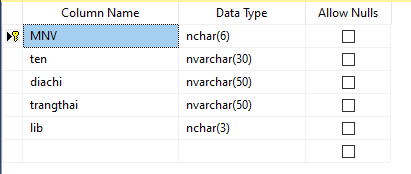 Column Name Data Type Allow Nulls
MNV nchar(6)
ten nvarchar(30)
diachi nvarchar(50)
trangthai nvarchar(50)
lib nchar(3)